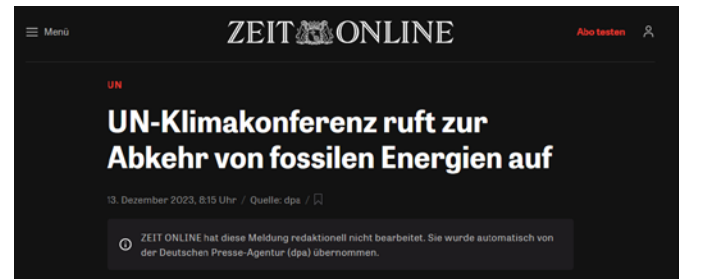 Menü
ZEIT ONLINE
Abo testen
UN
UN-Klimakonferenz ruft zur
Abkehr von fossilen Energien auf
13. Dezember 2023, 8:15 Uhr / Quelle: dpa /
ZEIT ONLINE hat diese Meldung redaktionell nicht bearbeitet. Sie wurde automatisch von
der Deutschen Presse-Agentur (dpa) übernommen.